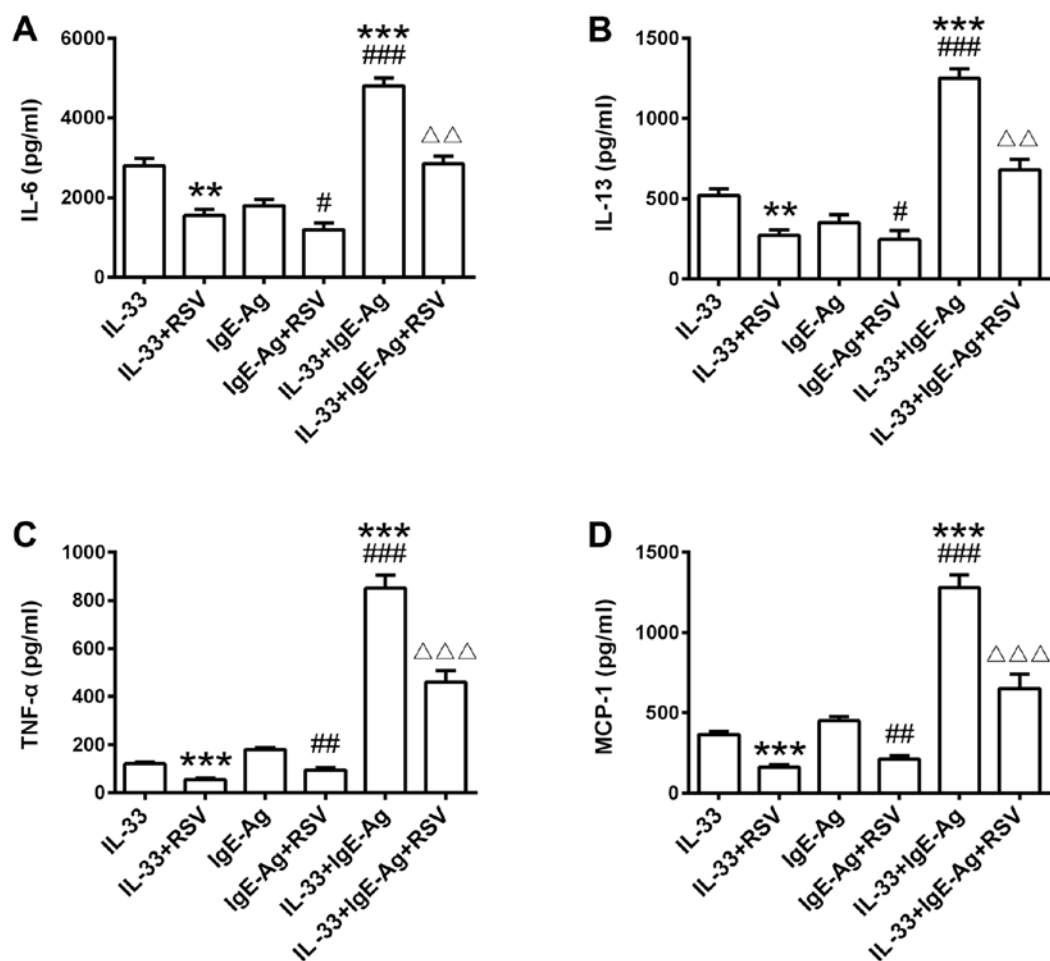 A
IL-6 (pg/ml)
6000
4000
2000
0
**
#
***
###
△△
IL-33
IL-33+RSV
IgE-Ag
IgE-Ag+RSV
IL-33+IgE-Ag
IL-33+IgE-Ag+RSV
B
IL-13 (pg/ml)
1500
1000
500
0
**
#
***
###
△△
IL-33
IL-33+RSV
IgE-Ag
IgE-Ag+RSV
IL-33+IgE-Ag
IL-33+IgE-Ag+RSV
C
TNF-α (pg/ml)
1000
800
600
400
200
0
***
##
***
###
△△△
IL-33
IL-33+RSV
IgE-Ag
IgE-Ag+RSV
IL-33+IgE-Ag
IL-33+IgE-Ag+RSV
D
MCP-1 (pg/ml)
1500
1000
500
0
***
##
***
###
△△△
IL-33
IL-33+RSV
IgE-Ag
IgE-Ag+RSV
IL-33+IgE-Ag
IL-33+IgE-Ag+RSV